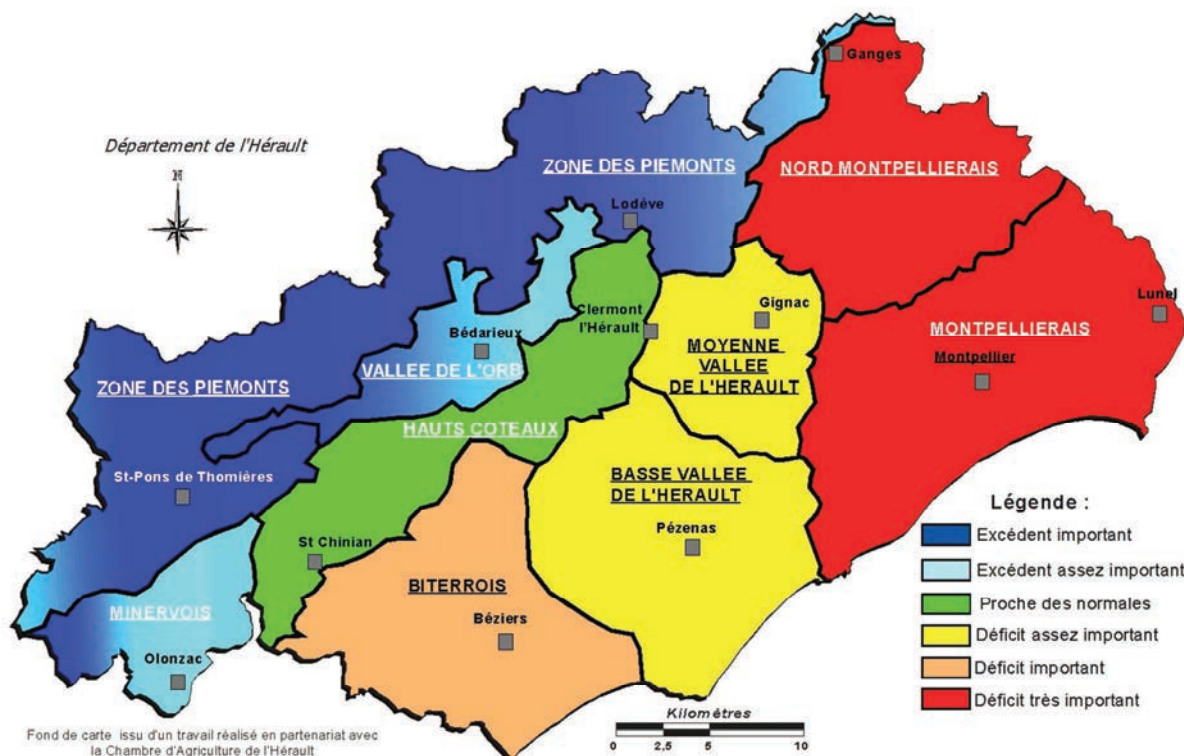 Département de l'Hérault
N
Ganges
ZONE DES PIEMONTS
NORD MONTPELLIERAIS
Lodéve
Clermont
l'Hérault
Gignac
Lunel
MONTPELLIERAIS
Montpellier
Bédarieux
VALLEE DE L'ORB
MOYENNE
VALLEE
DE L'HERAULT
ZONE DES PIEMONTS
HAUTS COTEAUX
St-Pons de Thomières
BASSE VALLEE
DE L'HERAULT
Pézenas
St Chinian
BITERROIS
Béziers
MINERVOIS
Olonzac
Légende :
Excédent important
Excédent assez important
Proche des normales
Déficit assez important
Déficit important
Déficit très important
Kilométres
0 2,5 5 10
Fond de carte issu d'un travail réalisé en partenariat avec
la Chambre d'Agriculture de l'Hérault